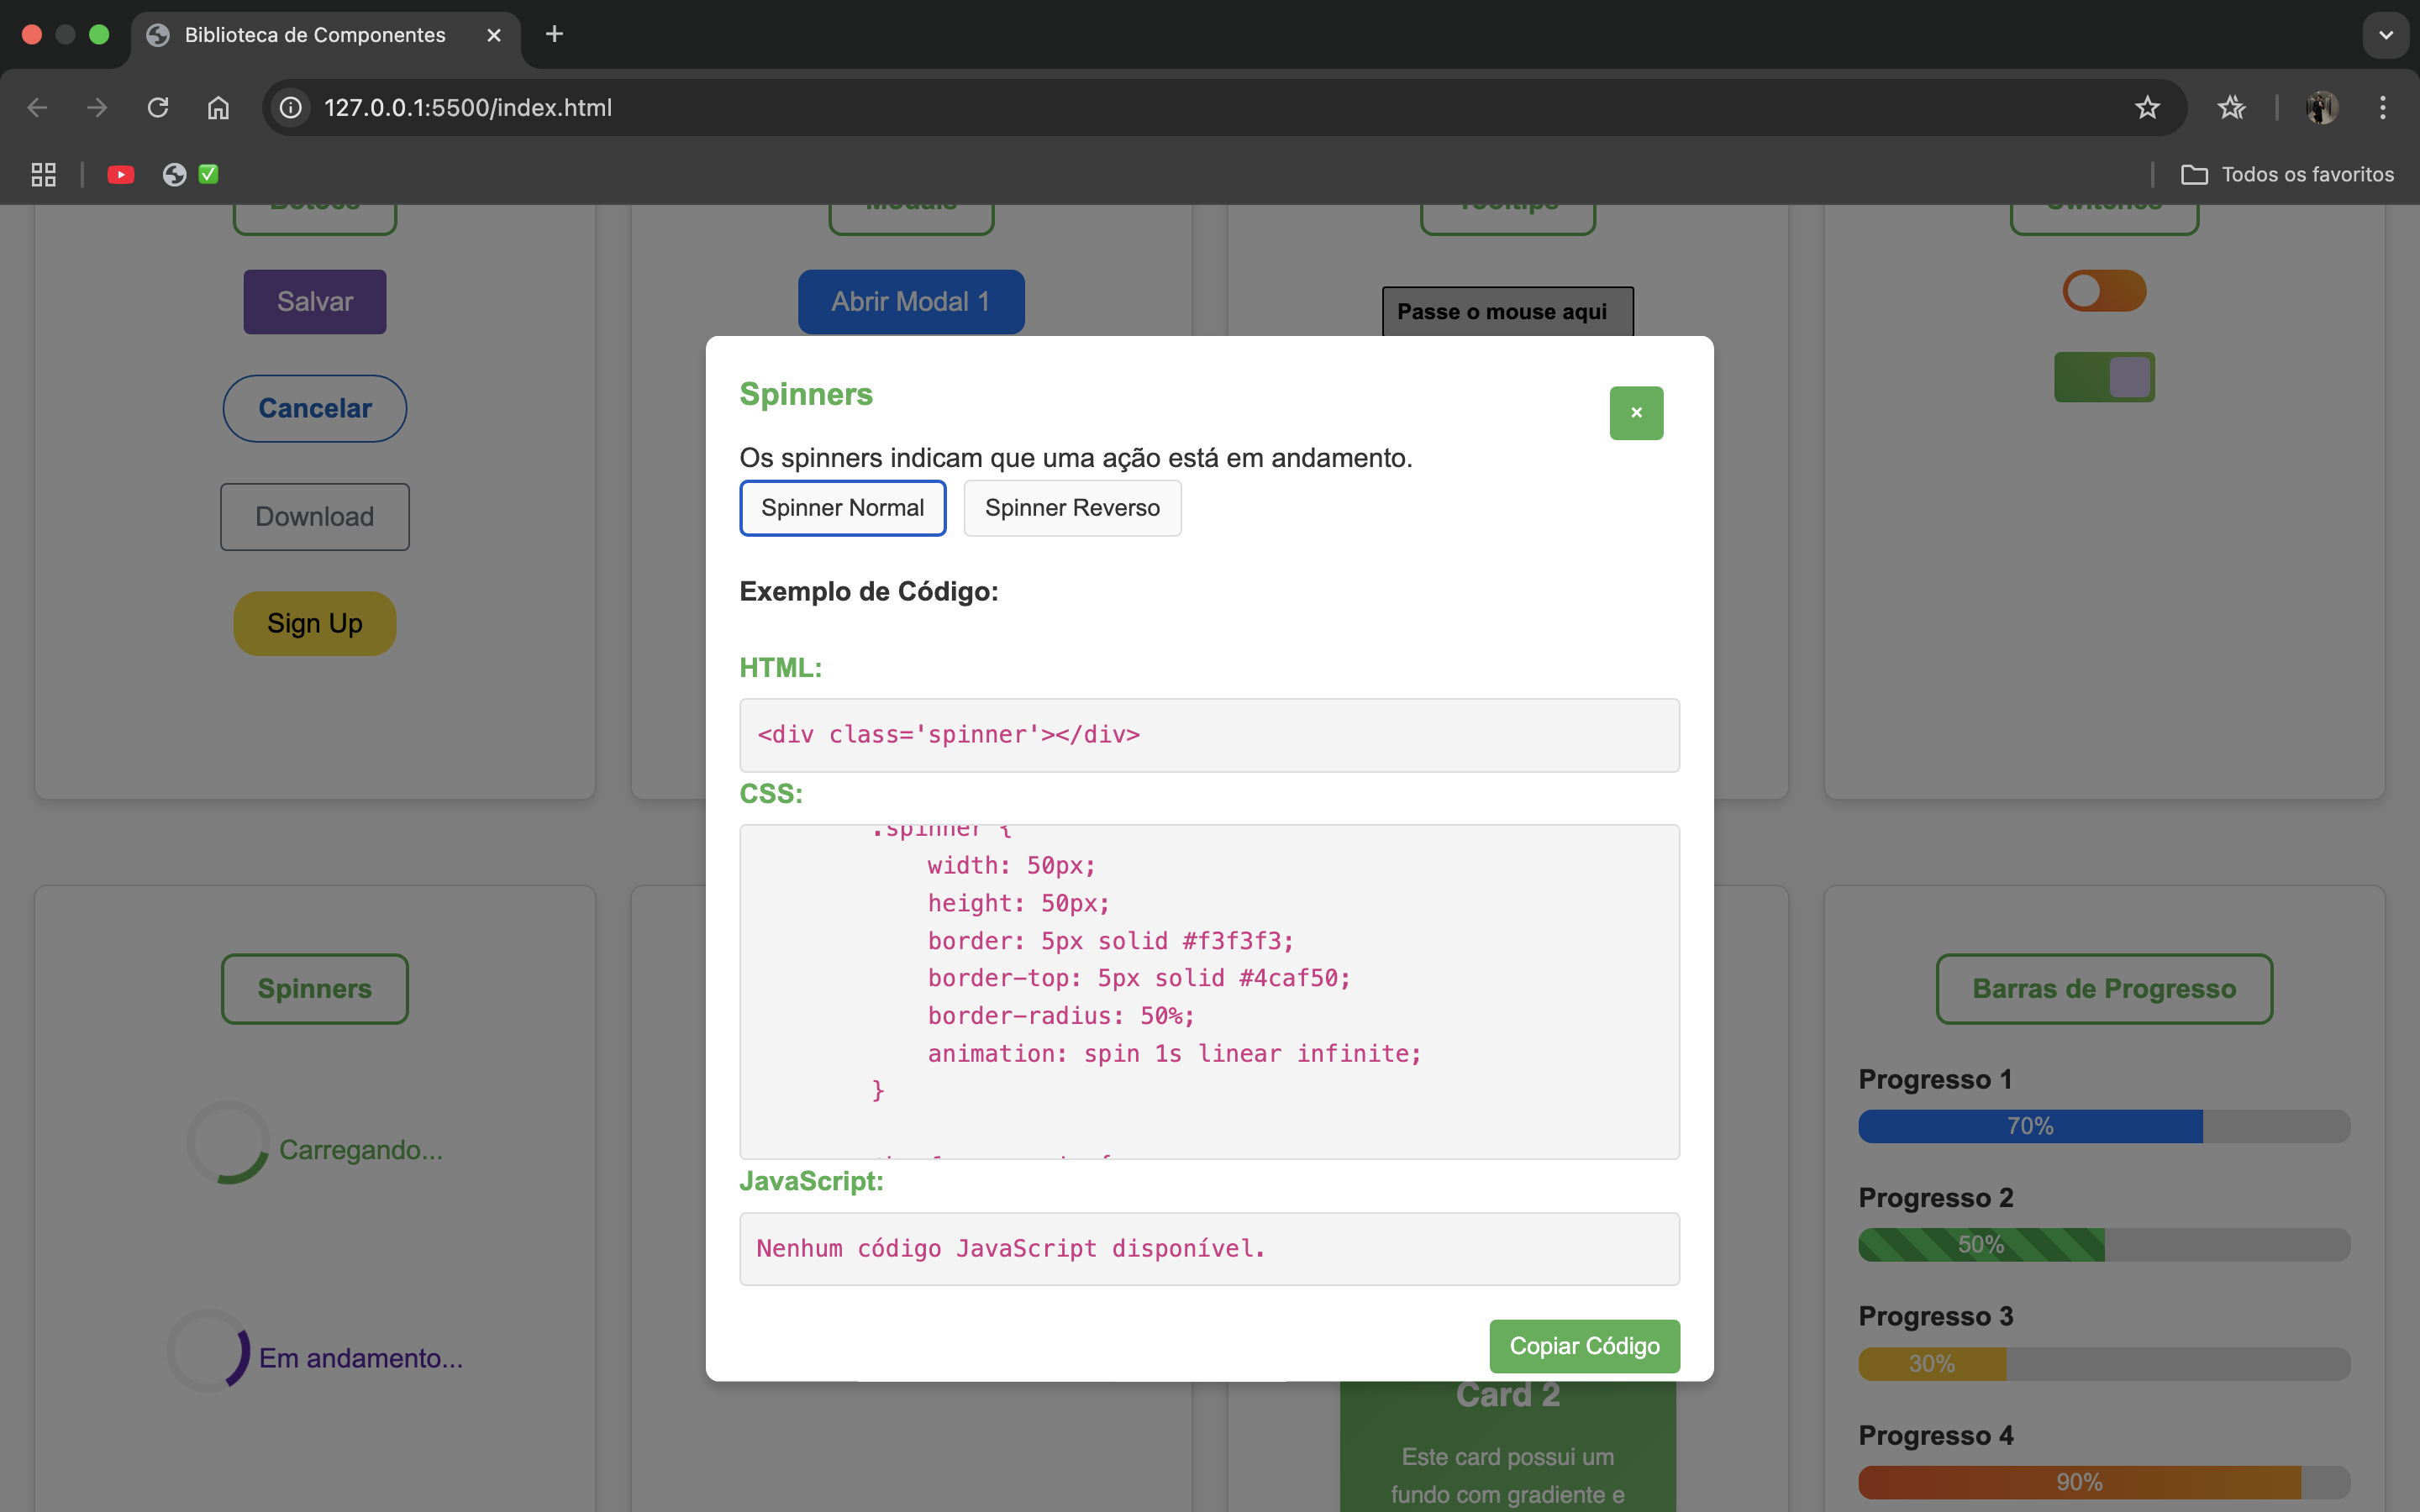 Biblioteca de Componentes
127.0.0.1:5500/index.html
Todos os favoritos
Botões
Modais
Tooltips
Switches
Salvar
Abrir Modal 1
Passe o mouse aqui
Cancelar
Download
Sign Up
Spinners
×
Os spinners indicam que uma ação está em andamento.
Spinner Normal
Spinner Reverso
Exemplo de Código:
HTML:
<div class='spinner'></div>
CSS:
.spinner {
width: 50px;
height: 50px;
border: 5px solid #f3f3f3;
border-top: 5px solid #4caf50;
border-radius: 50%;
animation: spin 1s linear infinite;
}
JavaScript:
Nenhum código JavaScript disponível.
Copiar Código
Spinners
Carregando...
Em andamento...
Card 2
Este card possui um
fundo com gradiente e
Barras de Progresso
Progresso 1
70%
Progresso 2
50%
Progresso 3
30%
Progresso 4
90%